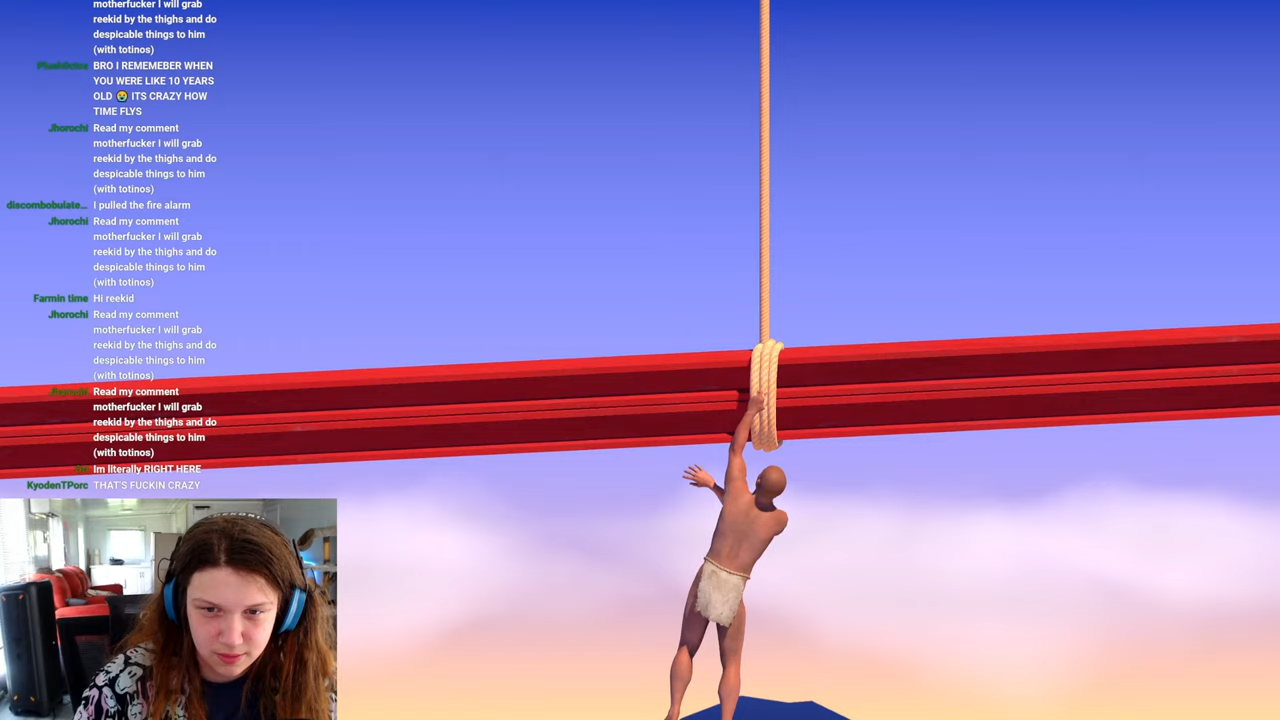 motherfucker I will grab
reekid by the thighs and do
despicable things to him
(with totinos)
BRO I REMEMEBER WHEN
YOU WERE LIKE 10 YEARS
OLD 😭 ITS CRAZY HOW
TIME FLYS
Jhorochi Read my comment
motherfucker I will grab
reekid by the thighs and do
despicable things to him
(with totinos)
discombobulate... I pulled the fire alarm
Jhorochi Read my comment
motherfucker I will grab
reekid by the thighs and do
despicable things to him
(with totinos)
Farmin time Hi reekid
Jhorochi Read my comment
motherfucker I will grab
reekid by the thighs and do
despicable things to him
(with totinos)
Jhorochi Read my comment
motherfucker I will grab
reekid by the thighs and do
despicable things to him
(with totinos)
Im literally RIGHT HERE
KyodenTPorc THAT'S FUCKIN CRAZY